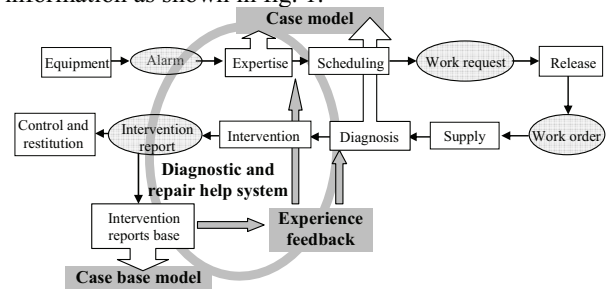 information as shown in fig. 1.
Case model
Equipment
Alarm
Expertise
Scheduling
Work request
Release
Control and
restitution
Intervention
report
Intervention
Diagnosis
Supply
Work order
Diagnostic and
repair help system
Intervention
reports base
Experience
feedback
Case base model